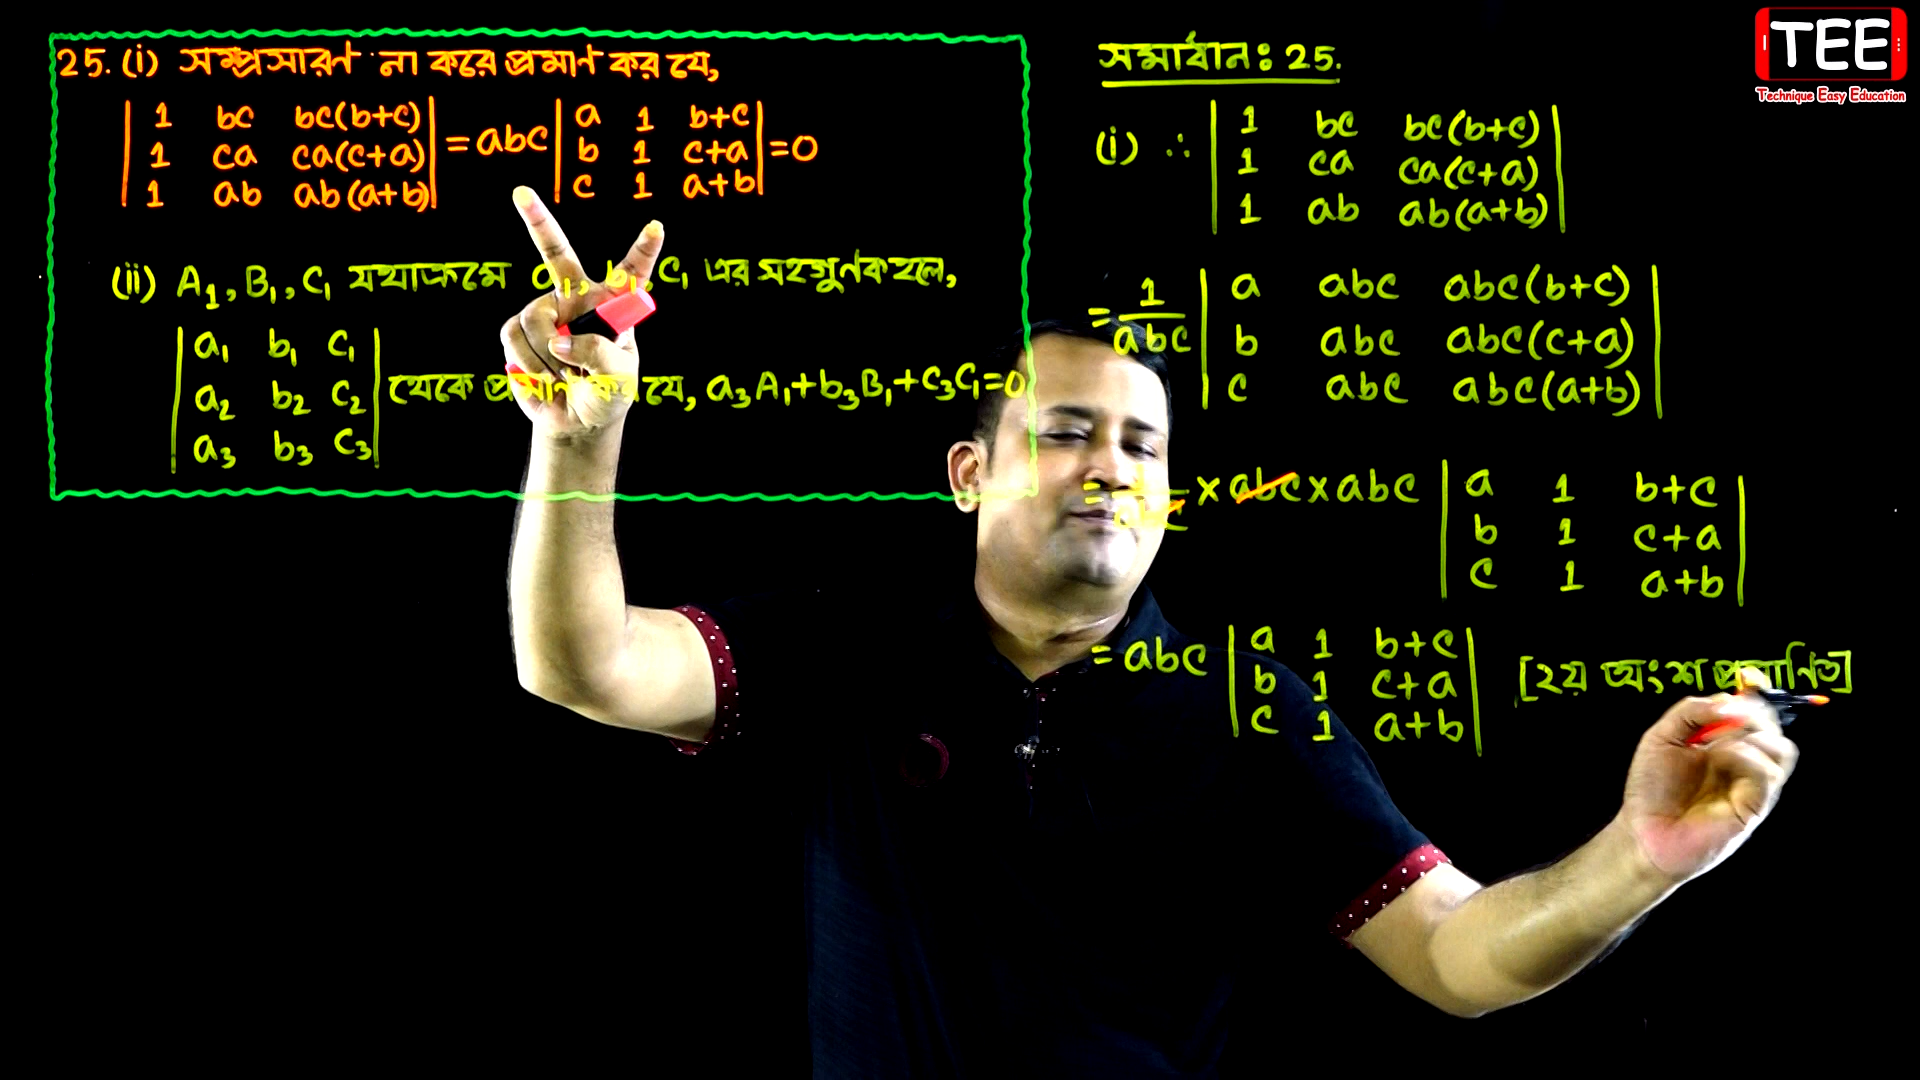 25. (i) সম্প্রসারণ না করে প্রমাণ কর যে,
| 1 bc bc(b+c) |
| 1 ca ca(c+a) | = abc | a 1 b+c | = 0
| 1 ab ab(a+b) |
| b 1 c+a |
| c 1 a+b |
(ii) A₁, B₁, C₁ যথাক্রমে a₁, b₁, c₁ এর সহগুণক হলে,
| a₁ b₁ c₁ |
| a₂ b₂ c₂ | থেকে প্রমাণ কর যে, a₃A₁+b₃B₁+c₃C₁=0
| a₃ b₃ c₃ |
সমাধান: 25.
(i) ∴ | 1 bc bc(b+c) |
| 1 ca ca(c+a) |
| 1 ab ab(a+b) |
= 1/abc | a abc abc(b+c) |
| b abc abc(c+a) |
| c abc abc(a+b) |
= × abc × abc | a 1 b+c |
| b 1 c+a |
| c 1 a+b |
= abc | a 1 b+c | [২য় অংশ প্রমাণিত]
| b 1 c+a |
| c 1 a+b |
TEE
Technique Easy Education